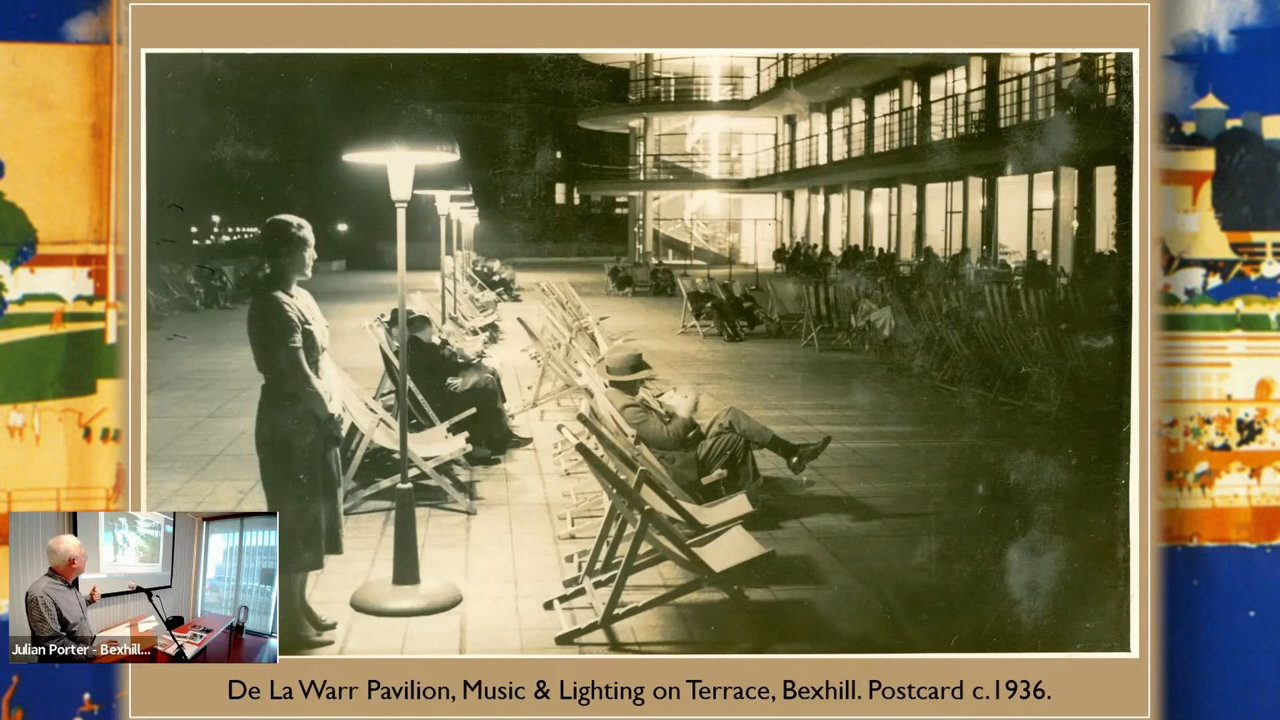 Julian Porter - Bexhill...
De La Warr Pavilion, Music & Lighting on Terrace, Bexhill. Postcard c.1936.